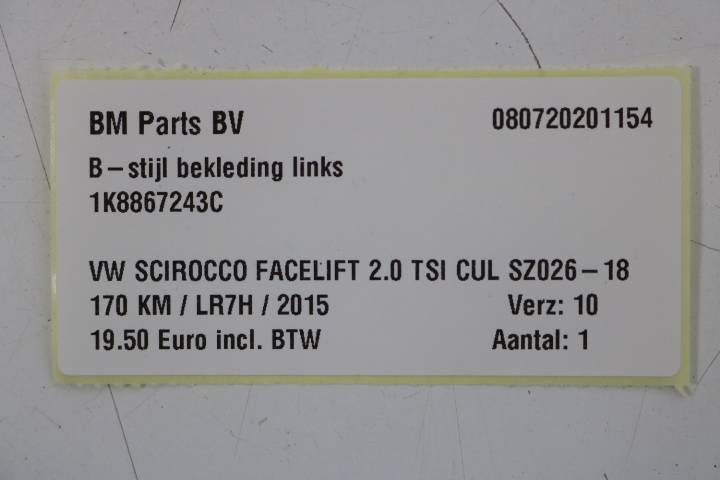 BM Parts BV 080720201154
B-stijl bekleding links
1K8867243C
VW SCIROCCO FACELIFT 2.0 TSI CUL SZ026-18
170 KM / LR7H / 2015 Verz: 10
19.50 Euro incl. BTW Aantal: 1